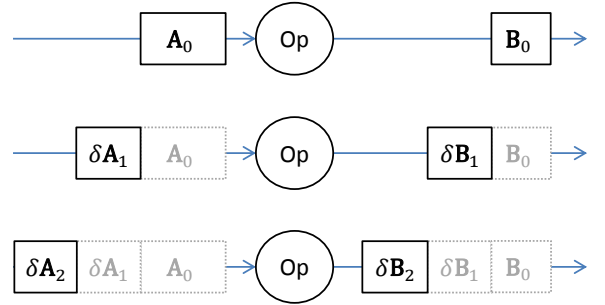 A₀ Op B₀
δA₁ A₀ Op δB₁ B₀
δA₂ δA₁ A₀ Op δB₂ δB₁ B₀